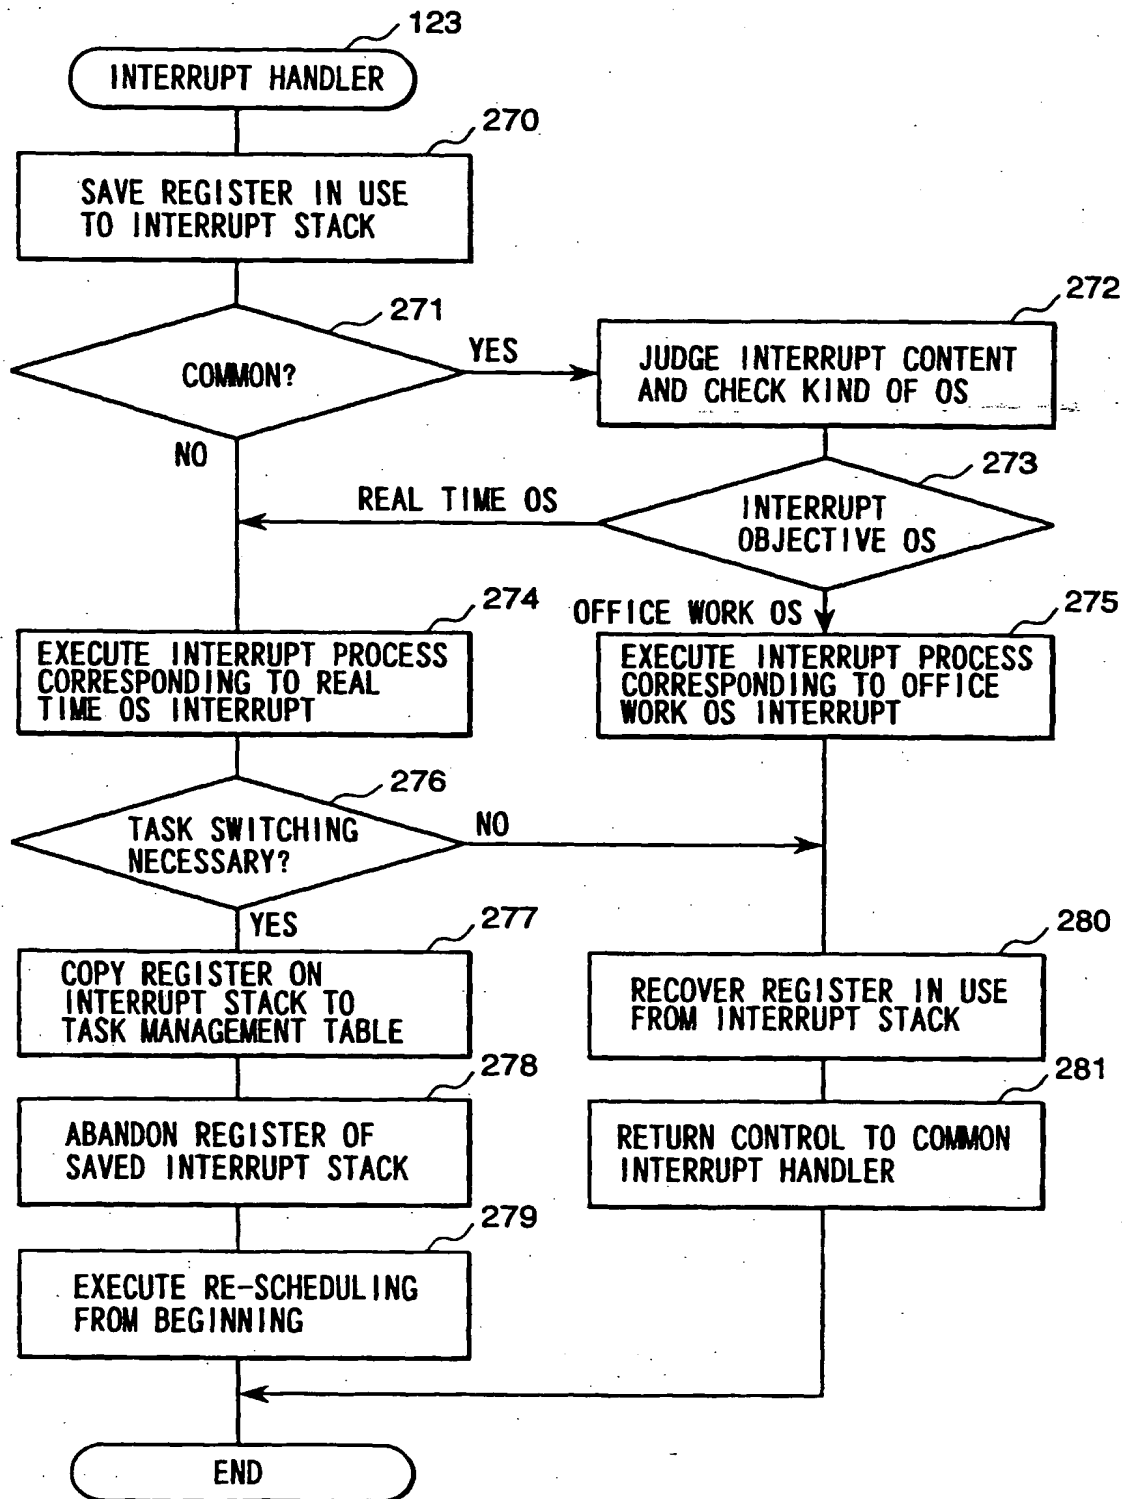 123
INTERRUPT HANDLER
270
SAVE REGISTER IN USE
TO INTERRUPT STACK
271
COMMON?
YES
NO
272
JUDGE INTERRUPT CONTENT
AND CHECK KIND OF OS
273
INTERRUPT
OBJECTIVE OS
REAL TIME OS
OFFICE WORK OS
274
EXECUTE INTERRUPT PROCESS
CORRESPONDING TO REAL
TIME OS INTERRUPT
275
EXECUTE INTERRUPT PROCESS
CORRESPONDING TO OFFICE
WORK OS INTERRUPT
276
TASK SWITCHING
NECESSARY?
NO
YES
277
COPY REGISTER ON
INTERRUPT STACK TO
TASK MANAGEMENT TABLE
278
ABANDON REGISTER OF
SAVED INTERRUPT STACK
279
EXECUTE RE-SCHEDULING
FROM BEGINNING
280
RECOVER REGISTER IN USE
FROM INTERRUPT STACK
281
RETURN CONTROL TO COMMON
INTERRUPT HANDLER
END